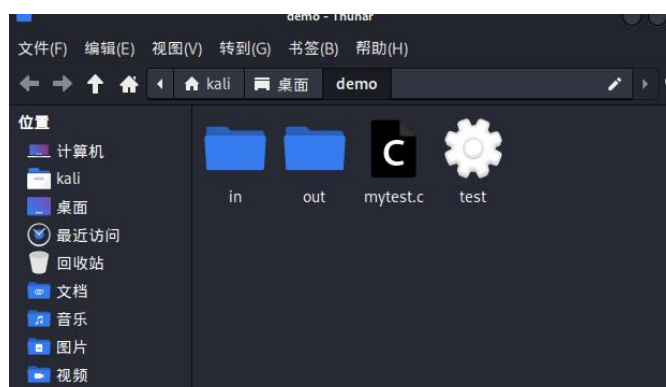 demo - Thunar
文件(F) 编辑(E) 视图(V) 转到(G) 书签(B) 帮助(H)
kali 桌面 demo
位置
计算机
kali
桌面
最近访问
回收站
文档
音乐
图片
视频
C
in out mytest.c test